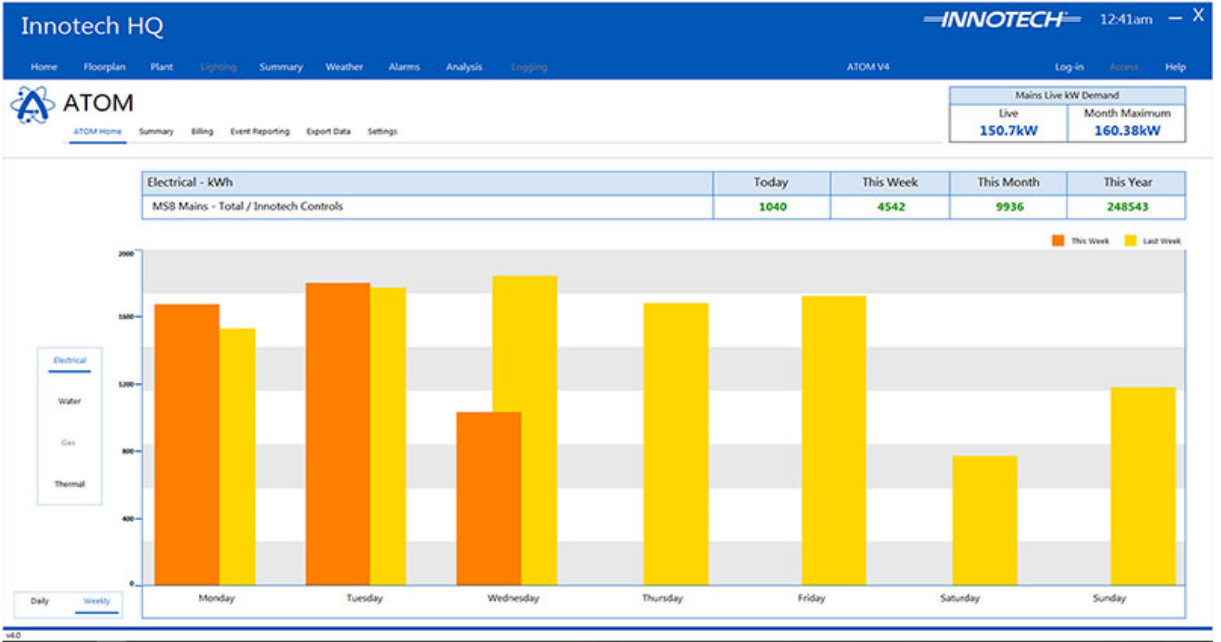 Innotech HQ
INNOTECH
12:41am
X
Home Floorplan Plant Lighting Summary Weather Alarms Analysis Logging ATOM V4 Log-in Access Help
ATOM
ATOM Home Summary Billing Event Reporting Export Data Settings
Mains Live kW Demand
Live Month Maximum
150.7kW 160.38kW
Electrical - kWh Today This Week This Month This Year
MSB Mains - Total / Innotech Controls 1040 4542 9936 248543
This Week Last Week
2000
1600
1200
800
400
0
Electrical
Water
Gas
Thermal
Monday Tuesday Wednesday Thursday Friday Saturday Sunday
Daily Weekly
v4.0